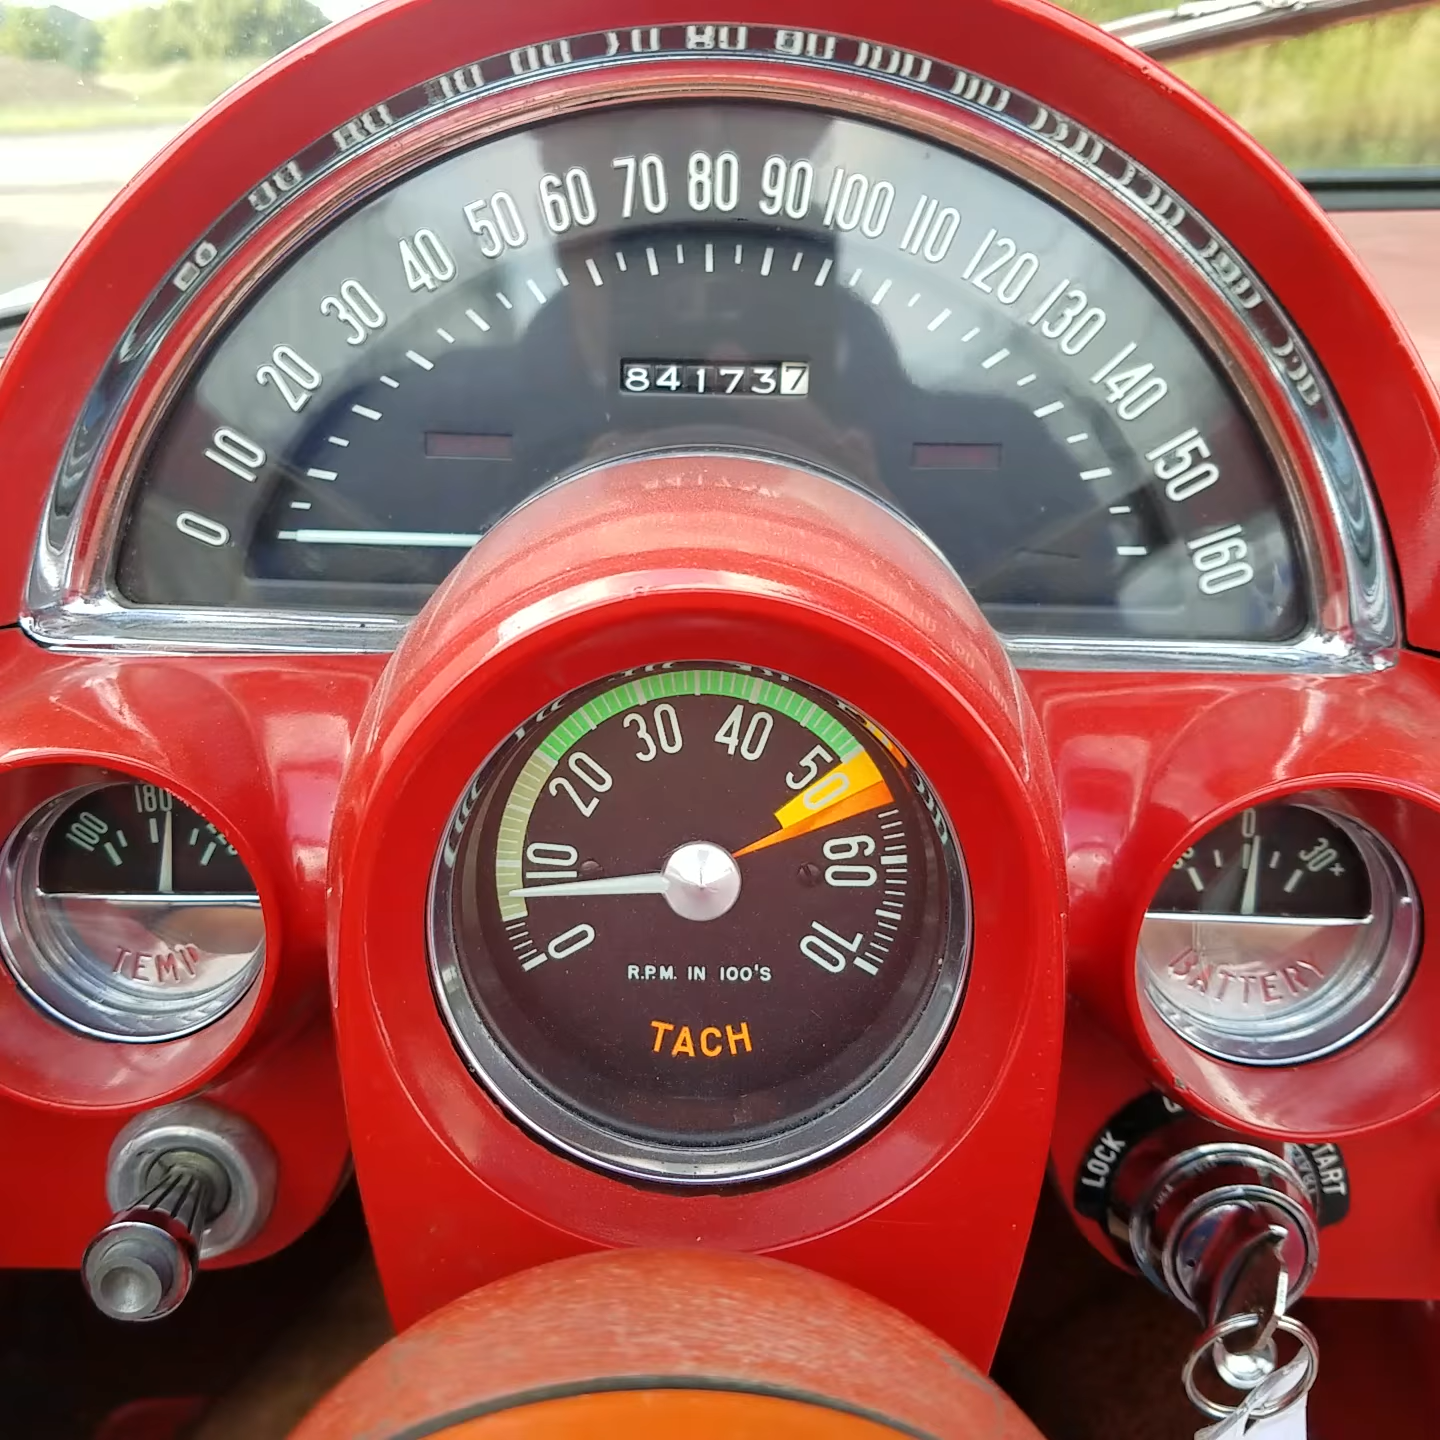 0 10 20 30 40 50 60 70 80 90 100 110 120 130 140 150 160
841737
0 10 20 30 40 50 60 70
R.P.M. IN 100'S
TACH
100 180
TEMP
0 30+
BATTERY
LOCK